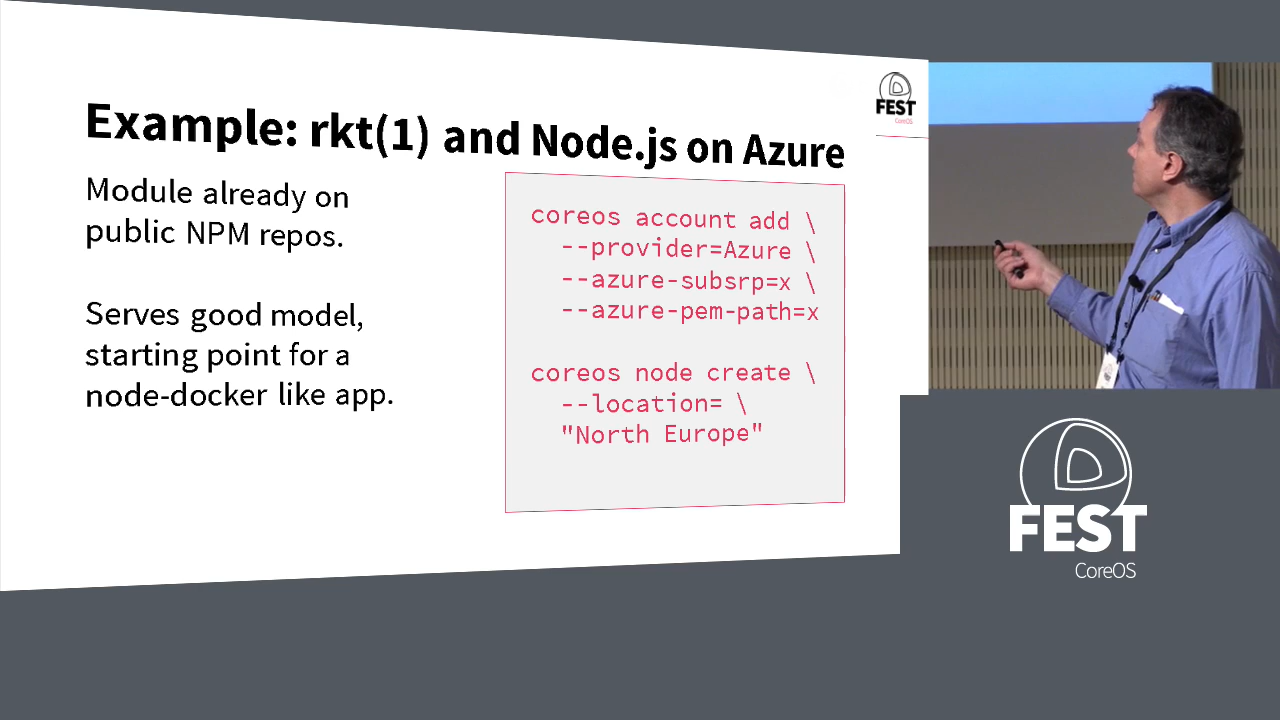 Example: rkt(1) and Node.js on Azure
Module already on
public NPM repos.
Serves good model,
starting point for a
node-docker like app.
coreos account add \
--provider=Azure \
--azure-subsrp=x \
--azure-pem-path=x
coreos node create \
--location= \
"North Europe"
FEST
CoreOS
FEST
CoreOS